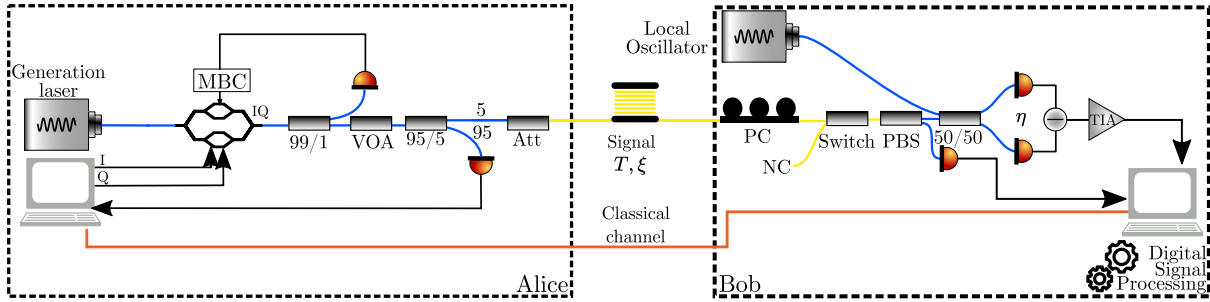 Generation
laser
MBC
IQ
I
Q
99/1
VOA
95/5
5
95
Att
Alice
Signal
T, ξ
Classical
channel
Local
Oscillator
PC
NC
Switch
PBS
50/50
η
TIA
Digital
Signal
Processing
Bob